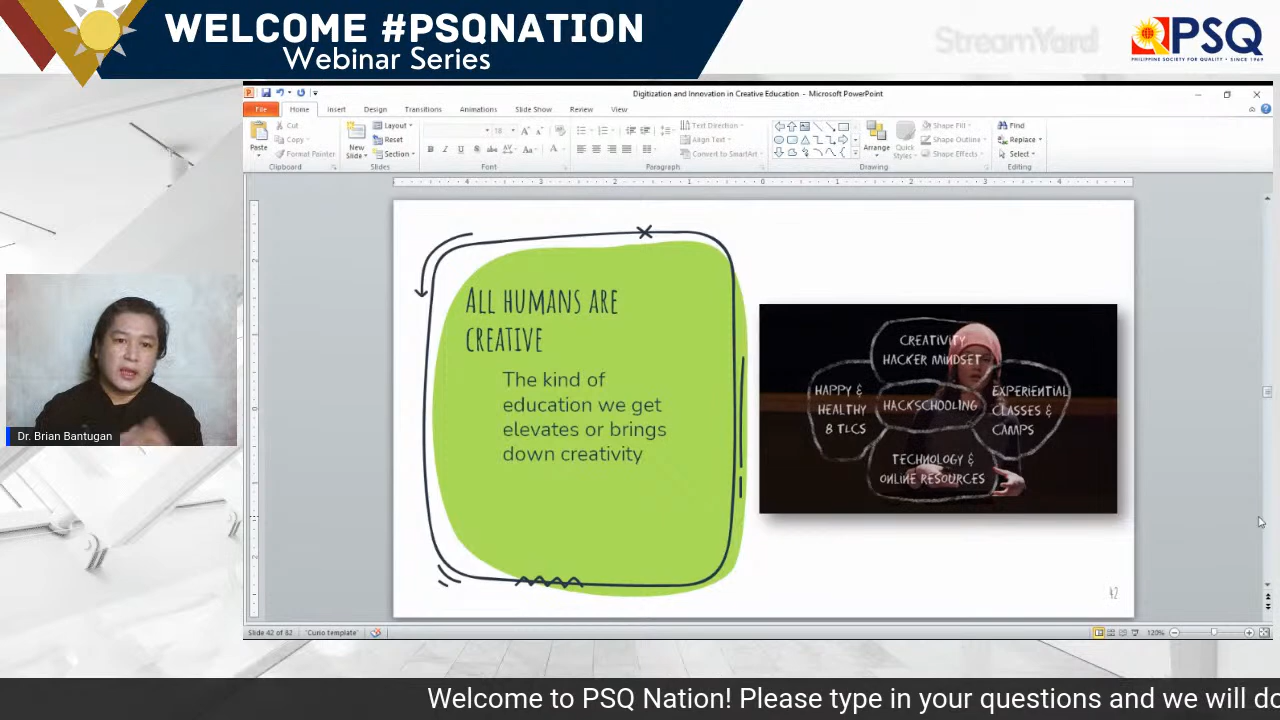 WELCOME #PSQNATION
Webinar Series
StreamYard
PSQ
PHILIPPINE SOCIETY FOR QUALITY • SINCE 1969
Digitization and Innovation in Creative Education - Microsoft PowerPoint
File Home Insert Design Transitions Animations Slide Show Review View
Paste
Cut
Copy
Format Painter
Clipboard
New
Slide
Layout
Reset
Section
Slides
18
Font
Text Direction
Align Text
Convert to SmartArt
Paragraph
Arrange
Quick
Styles
Shape Fill
Shape Outline
Shape Effects
Drawing
Find
Replace
Select
Editing
ALL HUMANS ARE
CREATIVE
The kind of
education we get
elevates or brings
down creativity
CREATIVITY
HACKER MINDSET
HAPPY &
HEALTHY
8 TLCS
HACKSCHOOLING
EXPERIENTIAL
CLASSES &
CAMPS
TECHNOLOGY &
ONLINE RESOURCES
42
Dr. Brian Bantugan
Slide 42 of 82 'Curio template' 120%
Welcome to PSQ Nation! Please type in your questions and we will do